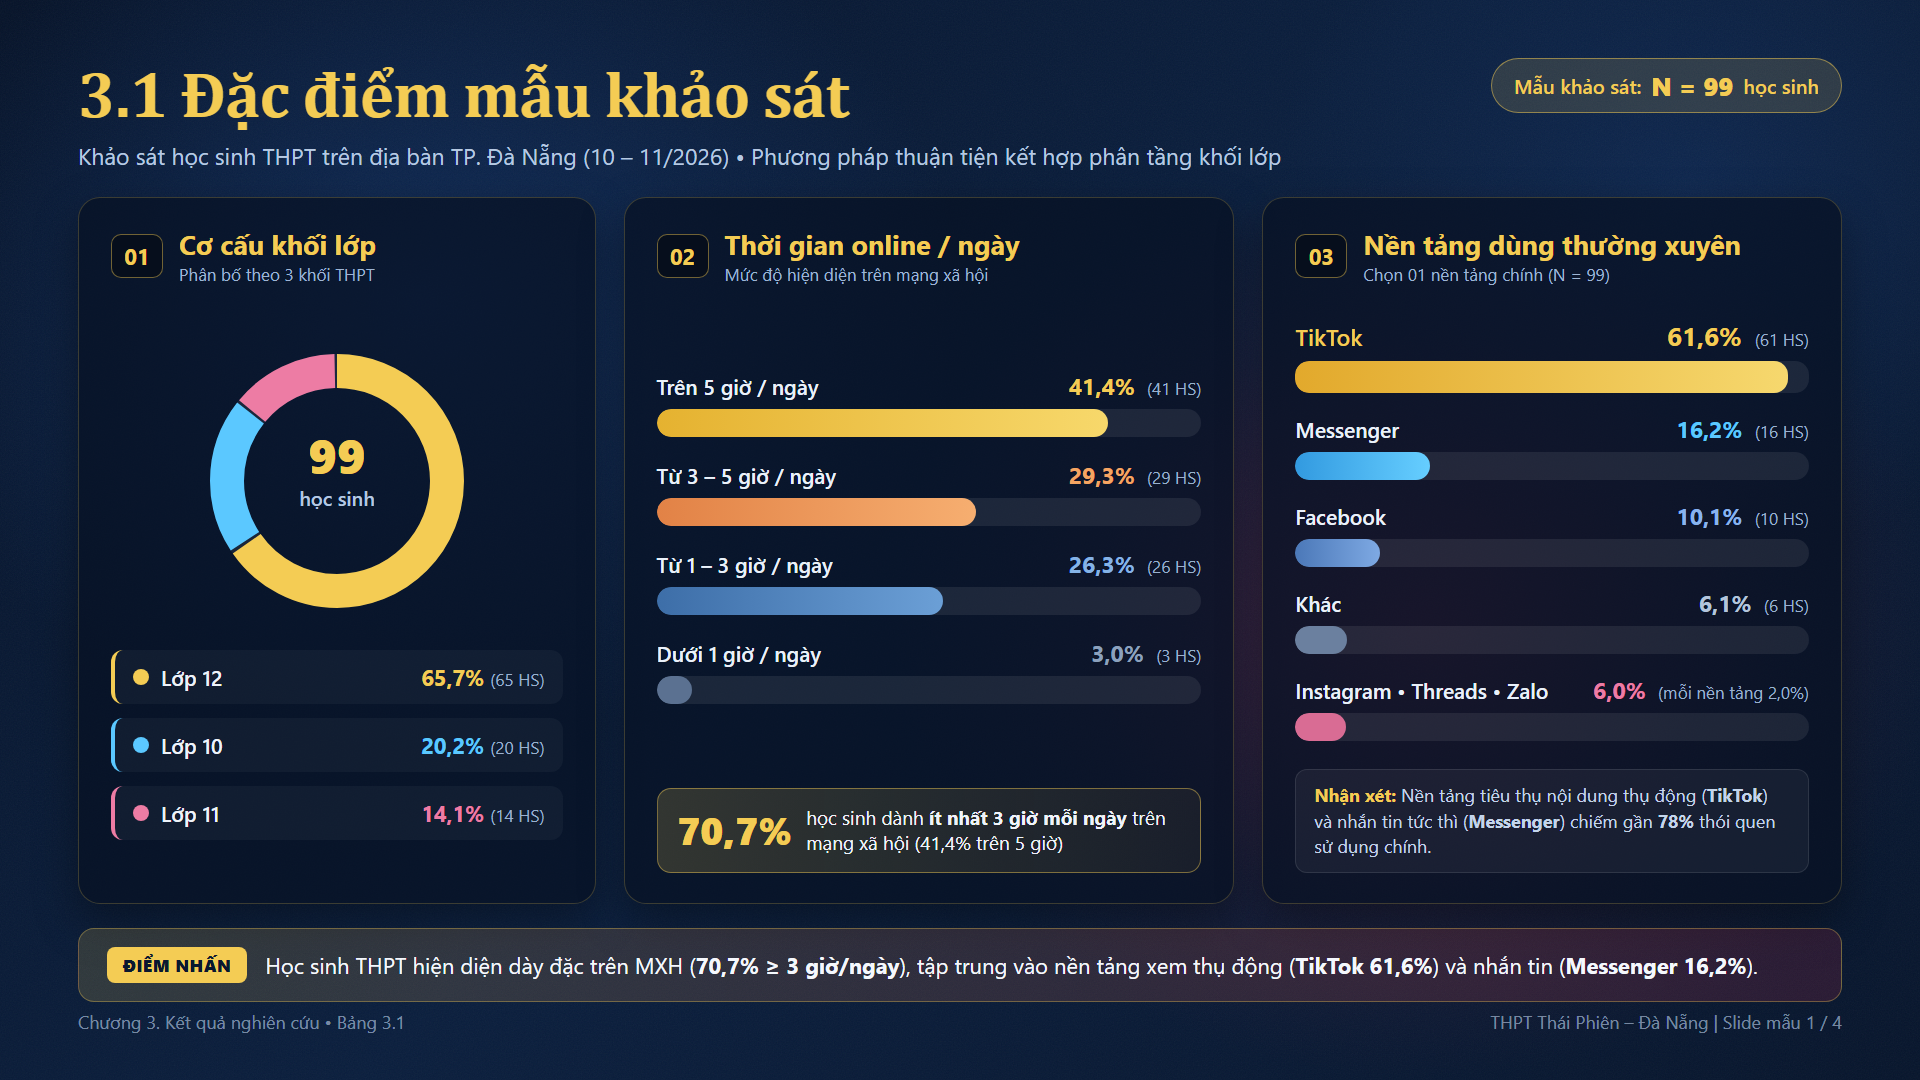 3.1 Đặc điểm mẫu khảo sát
Mẫu khảo sát: N = 99 học sinh
Khảo sát học sinh THPT trên địa bàn TP. Đà Nẵng (10 – 11/2026) • Phương pháp thuận tiện kết hợp phân tầng khối lớp
01 Cơ cấu khối lớp
Phân bố theo 3 khối THPT
99
học sinh
Lớp 12 65,7% (65 HS)
Lớp 10 20,2% (20 HS)
Lớp 11 14,1% (14 HS)
02 Thời gian online / ngày
Mức độ hiện diện trên mạng xã hội
Trên 5 giờ / ngày 41,4% (41 HS)
Từ 3 – 5 giờ / ngày 29,3% (29 HS)
Từ 1 – 3 giờ / ngày 26,3% (26 HS)
Dưới 1 giờ / ngày 3,0% (3 HS)
70,7%
học sinh dành ít nhất 3 giờ mỗi ngày trên
mạng xã hội (41,4% trên 5 giờ)
03 Nền tảng dùng thường xuyên
Chọn 01 nền tảng chính (N = 99)
TikTok 61,6% (61 HS)
Messenger 16,2% (16 HS)
Facebook 10,1% (10 HS)
Khác 6,1% (6 HS)
Instagram • Threads • Zalo 6,0% (mỗi nền tảng 2,0%)
Nhận xét: Nền tảng tiêu thụ nội dung thụ động (TikTok)
và nhắn tin tức thì (Messenger) chiếm gần 78% thói quen
sử dụng chính.
ĐIỂM NHẤN Học sinh THPT hiện diện dày đặc trên MXH (70,7% ≥ 3 giờ/ngày), tập trung vào nền tảng xem thụ động (TikTok 61,6%) và nhắn tin (Messenger 16,2%).
Chương 3. Kết quả nghiên cứu • Bảng 3.1
THPT Thái Phiên – Đà Nẵng | Slide mẫu 1 / 4